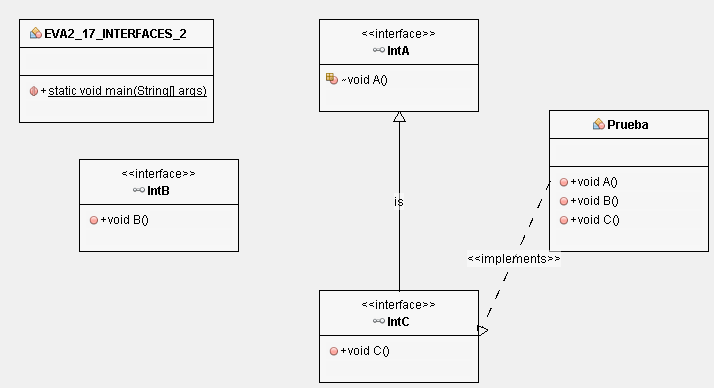 EVA2_17_INTERFACES_2
+static void main(String[] args)
<<interface>>
IntA
~void A()
Prueba
+void A()
+void B()
+void C()
<<interface>>
IntB
+void B()
is
<<implements>>
<<interface>>
IntC
+void C()